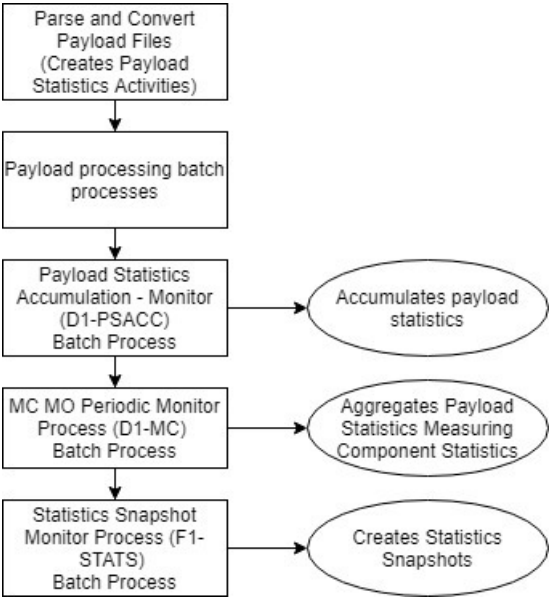 Parse and Convert
Payload Files
(Creates Payload
Statistics Activities)
Payload processing batch
processes
Payload Statistics
Accumulation - Monitor
(D1-PSACC)
Batch Process
Accumulates payload
statistics
MC MO Periodic Monitor
Process (D1-MC)
Batch Process
Aggregates Payload
Statistics Measuring
Component Statistics
Statistics Snapshot
Monitor Process (F1-
STATS)
Batch Process
Creates Statistics
Snapshots